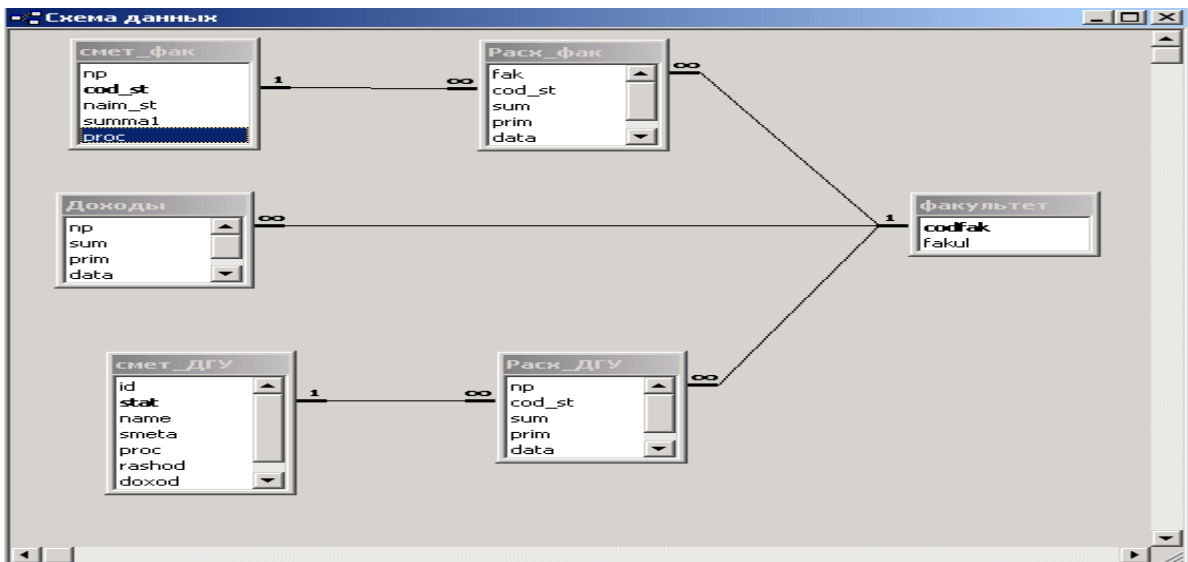 Схема данных
смет_фак
np
cod_st
naim_st
summa1
proc
1
∞
Расх_фак
fak
cod_st
sum
prim
data
∞
Доходы
np
sum
prim
data
∞
1
факультет
codfak
fakul
смет_ДГУ
id
stat
name
smeta
proc
rashod
doxod
1
∞
Расх_ДГУ
np
cod_st
sum
prim
data
∞